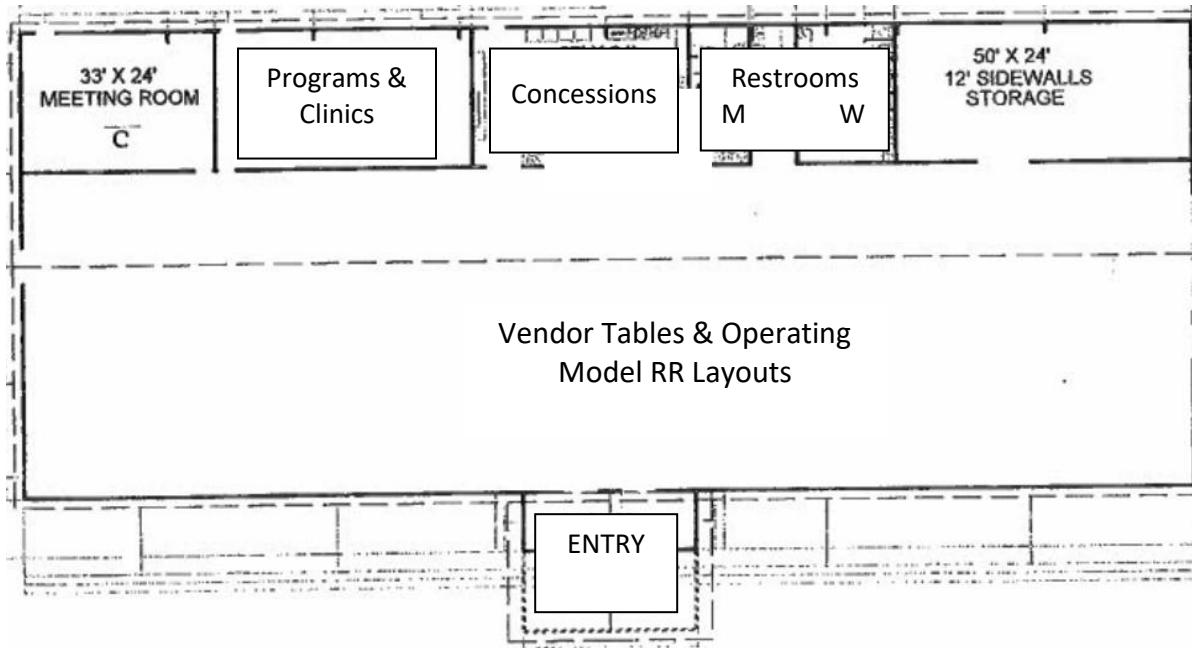 33' X 24'
MEETING ROOM
C
Programs &
Clinics
Concessions
Restrooms
M W
50' X 24'
12' SIDEWALLS
STORAGE
Vendor Tables & Operating
Model RR Layouts
ENTRY